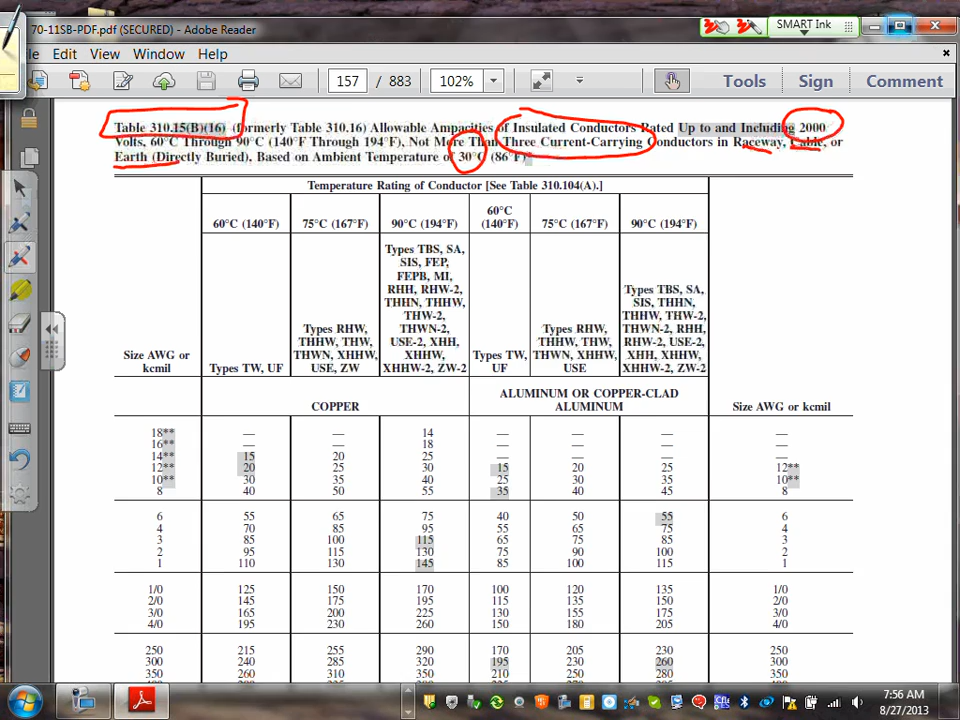 70-11SB-PDF.pdf (SECURED) - Adobe Reader
SMART Ink
Edit View Window Help
157 / 883 102% Tools Sign Comment
Table 310.15(B)(16) (formerly Table 310.16) Allowable Ampacities of Insulated Conductors Rated Up to and Including 2000
Volts, 60°C Through 90°C (140°F Through 194°F), Not More Than Three Current-Carrying Conductors in Raceway, Cable, or
Earth (Directly Buried), Based on Ambient Temperature of 30°C (86°F)*
Temperature Rating of Conductor [See Table 310.104(A).]
60°C (140°F) 75°C (167°F) 90°C (194°F) 60°C (140°F) 75°C (167°F) 90°C (194°F)
Size AWG or kcmil
Types TW, UF
Types RHW, THHW, THW, THWN, XHHW, USE, ZW
Types TBS, SA, SIS, FEP, FEPB, MI, RHH, RHW-2, THHN, THHW, THW-2, THWN-2, USE-2, XHH, XHHW, XHHW-2, ZW-2
Types TW, UF
Types RHW, THHW, THW, THWN, XHHW, USE
Types TBS, SA, SIS, THHN, THHW, THW-2, THWN-2, RHH, RHW-2, USE-2, XHH, XHHW, XHHW-2, ZW-2
COPPER
ALUMINUM OR COPPER-CLAD ALUMINUM
Size AWG or kcmil
18** — — 14 — — — —
16** — — 18 — — — —
14** 15 20 25 — — — —
12** 20 25 30 15 20 25 12**
10** 30 35 40 25 30 35 10**
8 40 50 55 35 40 45 8
6 55 65 75 40 50 55 6
4 70 85 95 55 65 75 4
3 85 100 115 65 75 85 3
2 95 115 130 75 90 100 2
1 110 130 145 85 100 115 1
1/0 125 150 170 100 120 135 1/0
2/0 145 175 195 115 135 150 2/0
3/0 165 200 225 130 155 175 3/0
4/0 195 230 260 150 180 205 4/0
250 215 255 290 170 205 230 250
300 240 285 320 195 230 260 300
350 260 310 350 210 250 280 350
7:56 AM
8/27/2013